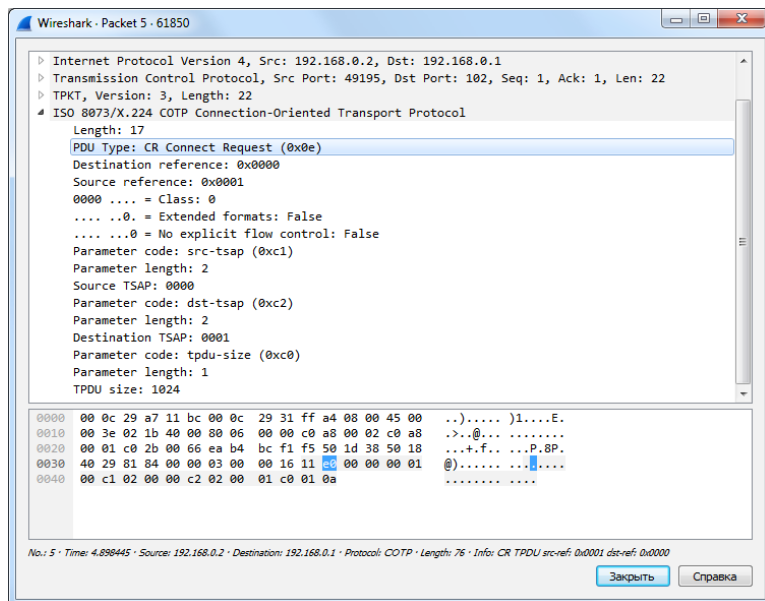 Wireshark · Packet 5 · 61850
Internet Protocol Version 4, Src: 192.168.0.2, Dst: 192.168.0.1
Transmission Control Protocol, Src Port: 49195, Dst Port: 102, Seq: 1, Ack: 1, Len: 22
TPKT, Version: 3, Length: 22
ISO 8073/X.224 COTP Connection-Oriented Transport Protocol
Length: 17
PDU Type: CR Connect Request (0x0e)
Destination reference: 0x0000
Source reference: 0x0001
0000 .... = Class: 0
.... ..0. = Extended formats: False
.... ...0 = No explicit flow control: False
Parameter code: src-tsap (0xc1)
Parameter length: 2
Source TSAP: 0000
Parameter code: dst-tsap (0xc2)
Parameter length: 2
Destination TSAP: 0001
Parameter code: tpdu-size (0xc0)
Parameter length: 1
TPDU size: 1024
0000 00 0c 29 a7 11 bc 00 0c 29 31 ff a4 08 00 45 00 ..)..... )1....E.
0010 00 3e 02 1b 40 00 80 06 00 00 c0 a8 00 02 c0 a8 .>..@... ........
0020 00 01 c0 2b 00 66 ea b4 bc f1 f5 50 1d 38 50 18 ...+.f.. ...P.8P.
0030 40 29 81 84 00 00 03 00 00 16 11 e0 00 00 00 01 @)...... ........
0040 00 c1 02 00 00 c2 02 00 01 c0 01 0a ........ ....
No.: 5 · Time: 4.898445 · Source: 192.168.0.2 · Destination: 192.168.0.1 · Protocol: COTP · Length: 76 · Info: CR TPDU src-ref: 0x0001 dst-ref: 0x0000
Закрыть Справка